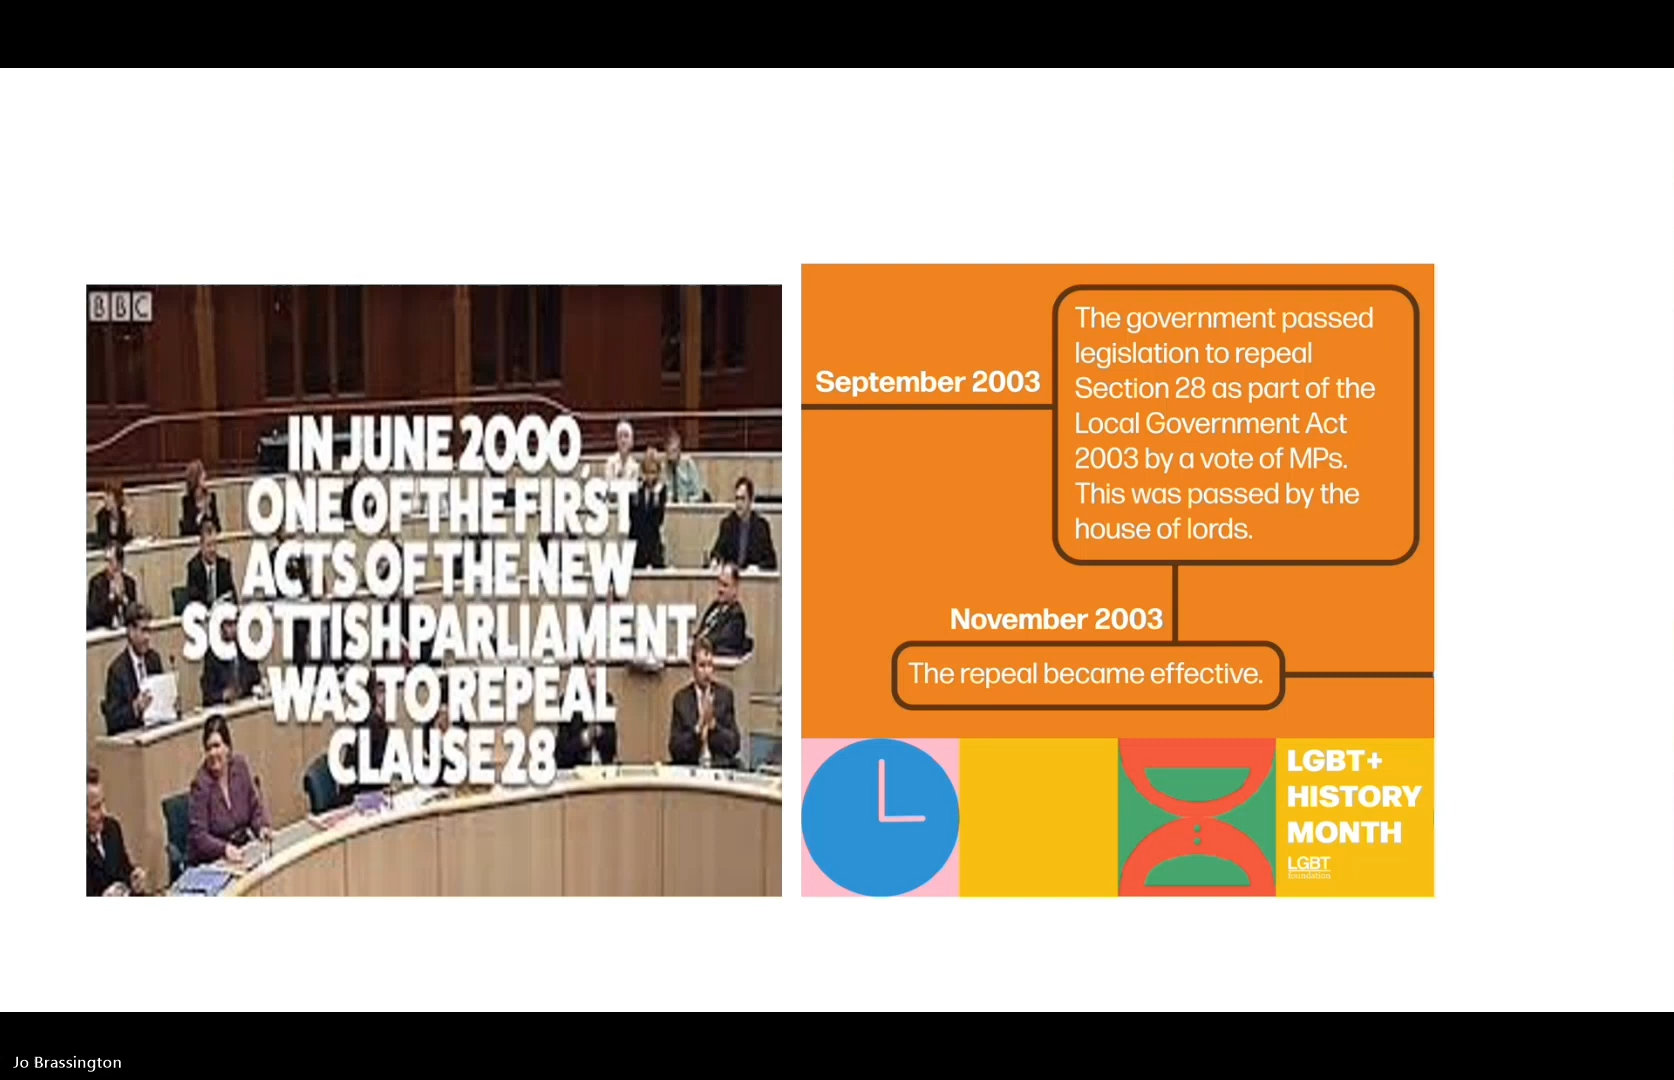 BBC
IN JUNE 2000,
ONE OF THE FIRST
ACTS OF THE NEW
SCOTTISH PARLIAMENT
WAS TO REPEAL
CLAUSE 28
September 2003
The government passed
legislation to repeal
Section 28 as part of the
Local Government Act
2003 by a vote of MPs.
This was passed by the
house of lords.
November 2003
The repeal became effective.
LGBT+
HISTORY
MONTH
LGBT
foundation
Jo Brassington